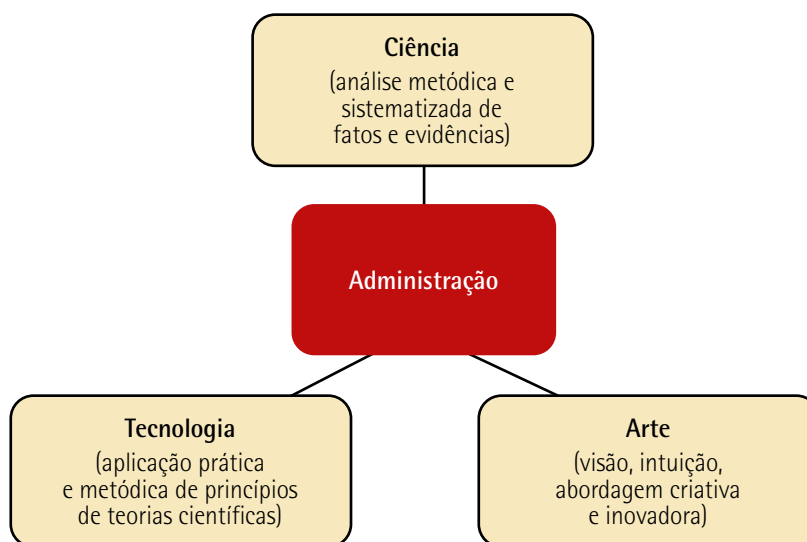 Ciência
(análise metódica e
sistematizada de
fatos e evidências)
Administração
Tecnologia
(aplicação prática
e metódica de princípios
de teorias científicas)
Arte
(visão, intuição,
abordagem criativa
e inovadora)